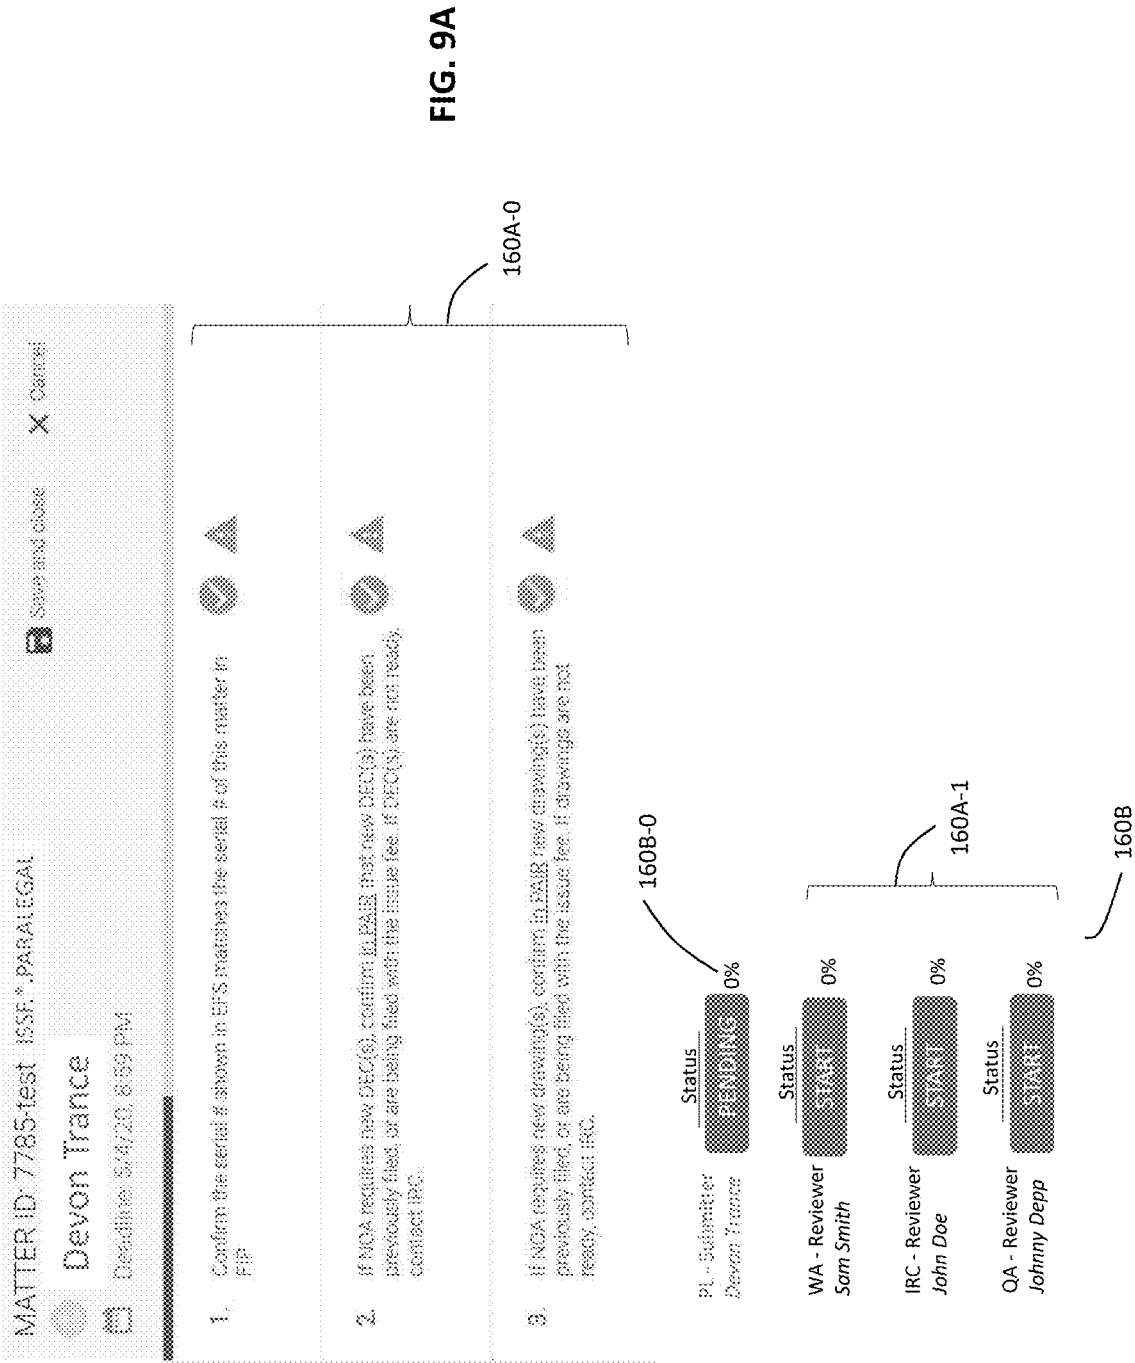 MATTER ID: 7785-test ISSF.*.PARALEGAL
Devon Trance
Save and close
Cancel
Deadline: 5/4/20, 8:59 PM
1. Confirm the serial # shown in EFS matches the serial # of this matter in
FIP
2. If NOA requires new DEC(s), confirm in PAIR that new DEC(s) have been
previously filed, or are being filed with the issue fee. If DEC(s) are not ready,
contact IRC.
3. If NOA requires new drawing(s), confirm in PAIR new drawing(s) have been
previously filed, or are being filed with the issue fee. If drawings are not
ready, contact IRC.
160A-0
Status
PL - Submitter
Devon Trance
PENDING
0%
160B-0
Status
WA - Reviewer
Sam Smith
START
0%
Status
IRC - Reviewer
John Doe
START
0%
Status
QA - Reviewer
Johnny Depp
START
0%
160A-1
160B
FIG. 9A